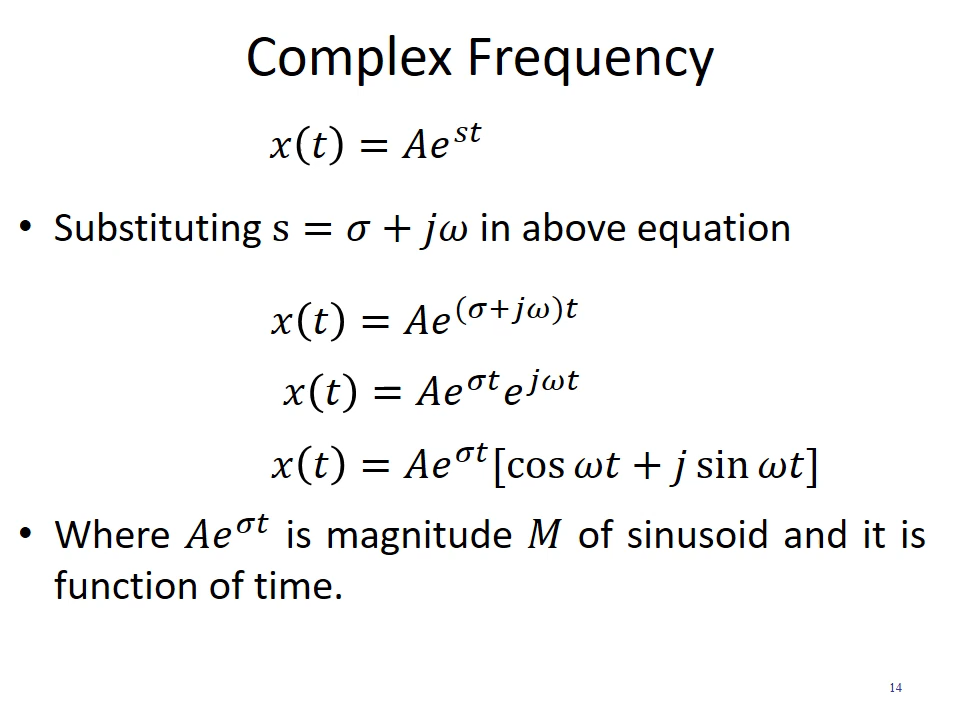 Complex Frequency
𝑥(𝑡) = 𝐴𝑒^{𝑠𝑡}
• Substituting s = 𝜎 + 𝑗𝜔 in above equation
𝑥(𝑡) = 𝐴𝑒^{(𝜎+𝑗𝜔)𝑡}
𝑥(𝑡) = 𝐴𝑒^{𝜎𝑡}𝑒^{𝑗𝜔𝑡}
𝑥(𝑡) = 𝐴𝑒^{𝜎𝑡}[cos 𝜔𝑡 + 𝑗 sin 𝜔𝑡]
• Where 𝐴𝑒^{𝜎𝑡} is magnitude 𝑀 of sinusoid and it is
function of time.
14